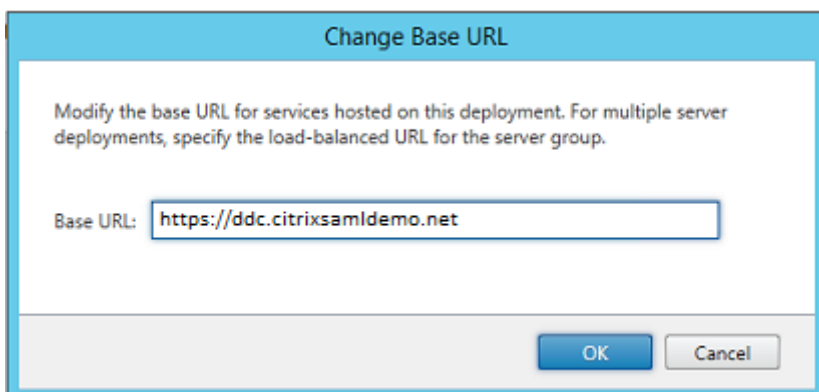 Change Base URL
Modify the base URL for services hosted on this deployment. For multiple server
deployments, specify the load-balanced URL for the server group.
Base URL: https://ddc.citrixsamldemo.net
OK Cancel